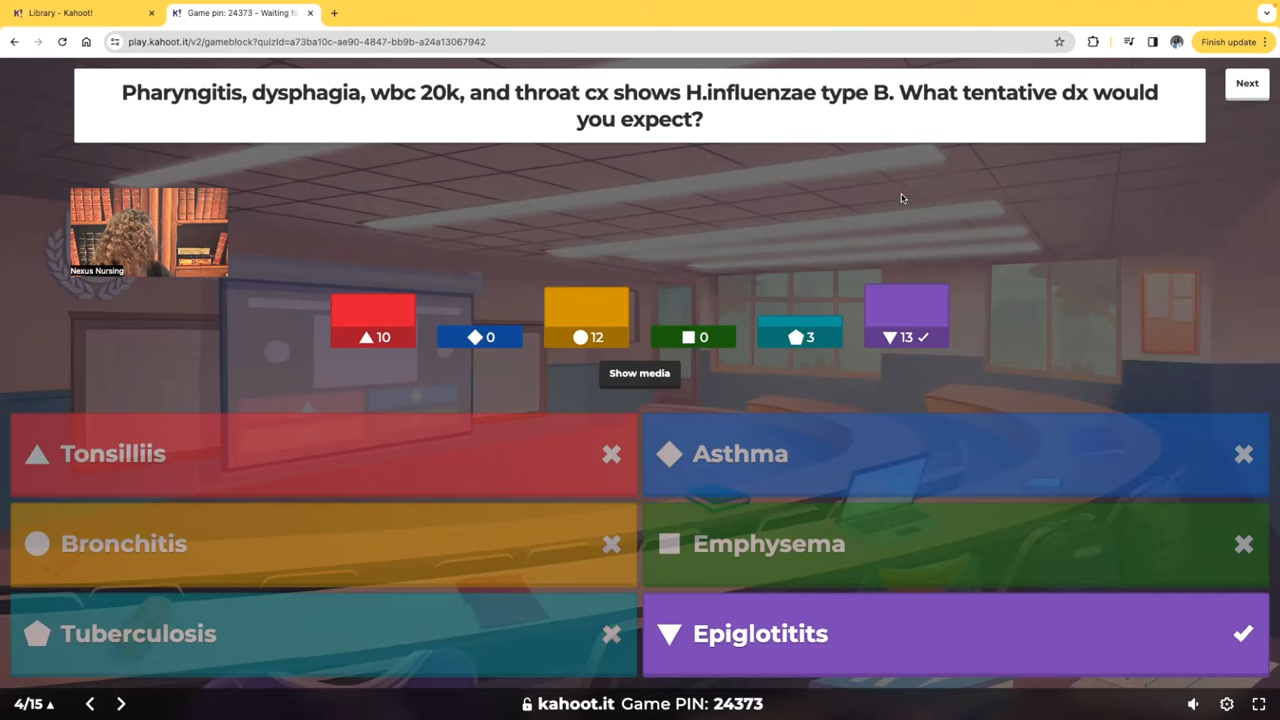 Library - Kahoot!
Game pin: 24373 - Waiting fo
play.kahoot.it/v2/gameblock?quizId=a73ba10c-ae90-4847-bb9b-a24a13067942
Finish update
Pharyngitis, dysphagia, wbc 20k, and throat cx shows H.influenzae type B. What tentative dx would
you expect?
Next
Nexus Nursing
10
0
12
0
3
13
Show media
Tonsilliis
Asthma
Bronchitis
Emphysema
Tuberculosis
Epiglotitits
4/15
kahoot.it Game PIN: 24373